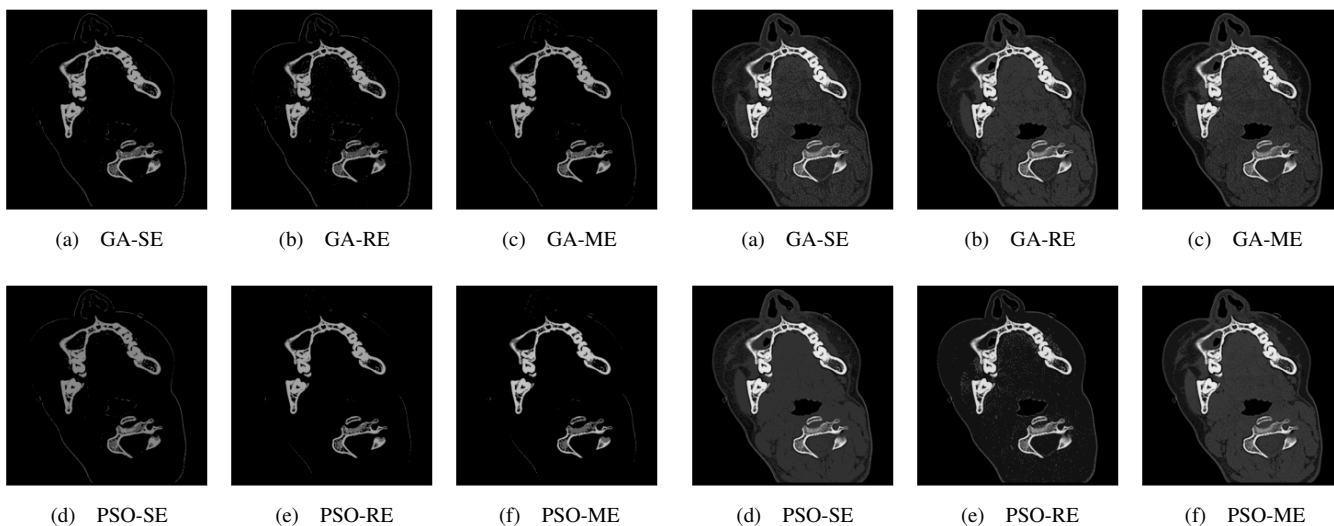 (a) GA-SE
(b) GA-RE
(c) GA-ME
(a) GA-SE
(b) GA-RE
(c) GA-ME
(d) PSO-SE
(e) PSO-RE
(f) PSO-ME
(d) PSO-SE
(e) PSO-RE
(f) PSO-ME